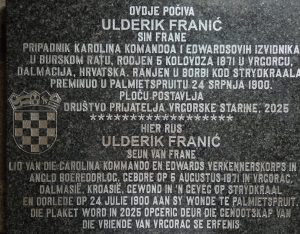 OVDJE POČIVA
ULDERIK FRANIĆ
SIN FRANE
PRIPADNIK KAROLINA KOMANDOA I EDWARDSOVIH IZVIDNIKA
U BURSKOM RATU, RODJEN 5 KOLOVOZA 1871 U VRGORCU,
DALMACIJA, HRVATSKA. RANJEN U BORBI KOD STRYDKRAALA
PREMINUO U PALMIETSPRUITU 24 SRPNJA 1900.
PLOČU POSTAVLJA
DRUŠTVO PRIJATELJA VRGORSKE STARINE, 2025
********************
HIER RUS
ULDERIK FRANIĆ
SEUN VAN FRANE
LID VAN DIE CAROLINA KOMMANDO EN EDWARDS VERKENNERSKORPS IN
ANGLO BOEREOORLOG, GEBORE OP 5 AUGUSTUS 1871 IN VRGORAC,
DALMASIË, KROASIË, GEWOND IN 'N GEVEG OP STRYDKRAAL
EN OORLEDE OP 24 JULIE 1900 AAN SY WONDE TE PALMIETSPRUIT.
DIE PLAKET WORD IN 2025 OPGERIG DEUR DIE GENOOTSKAP VAN
DIE VRIENDE VAN VRGORAC SE ERFENIS